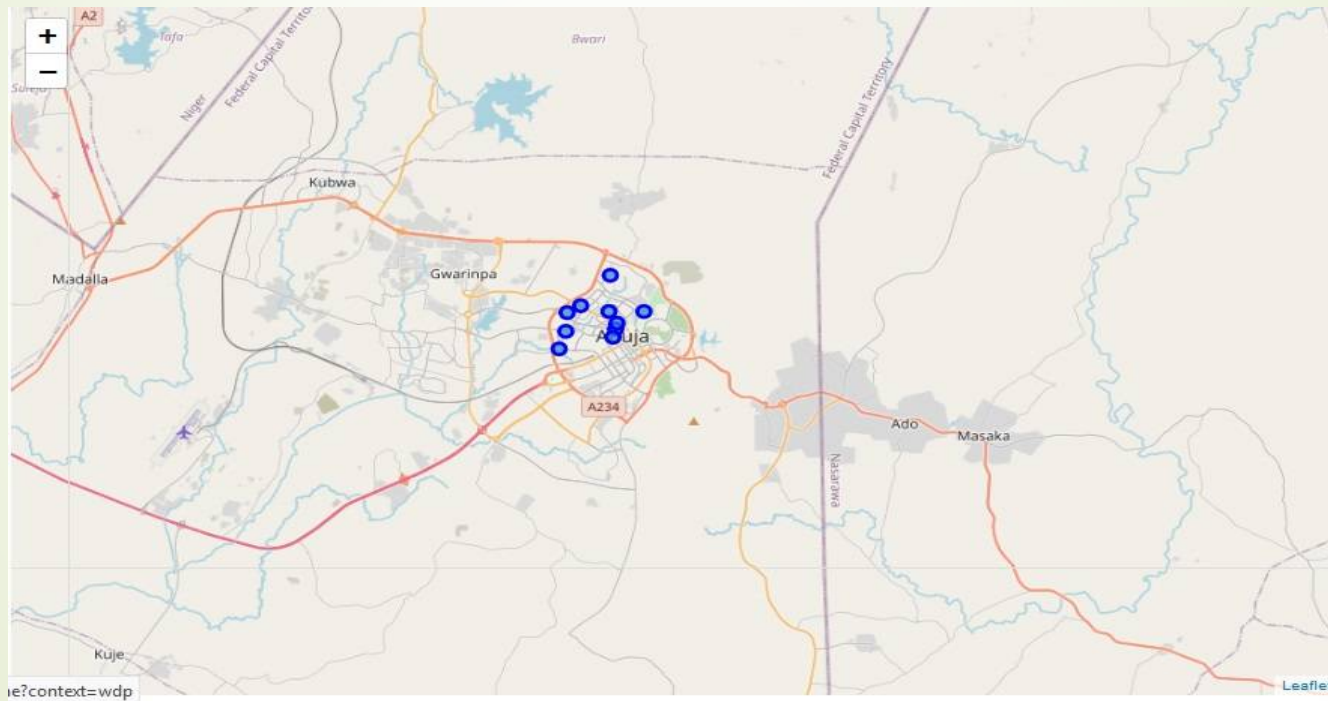 +
−
A2
Tafa
Bwari
Suleja
Niger
Federal Capital Territory
Federal Capital Territory
Kubwa
Madalla
Gwarinpa
Abuja
A234
Ado
Masaka
Nasarawa
Kuje
ne?context=wdp
Leafle